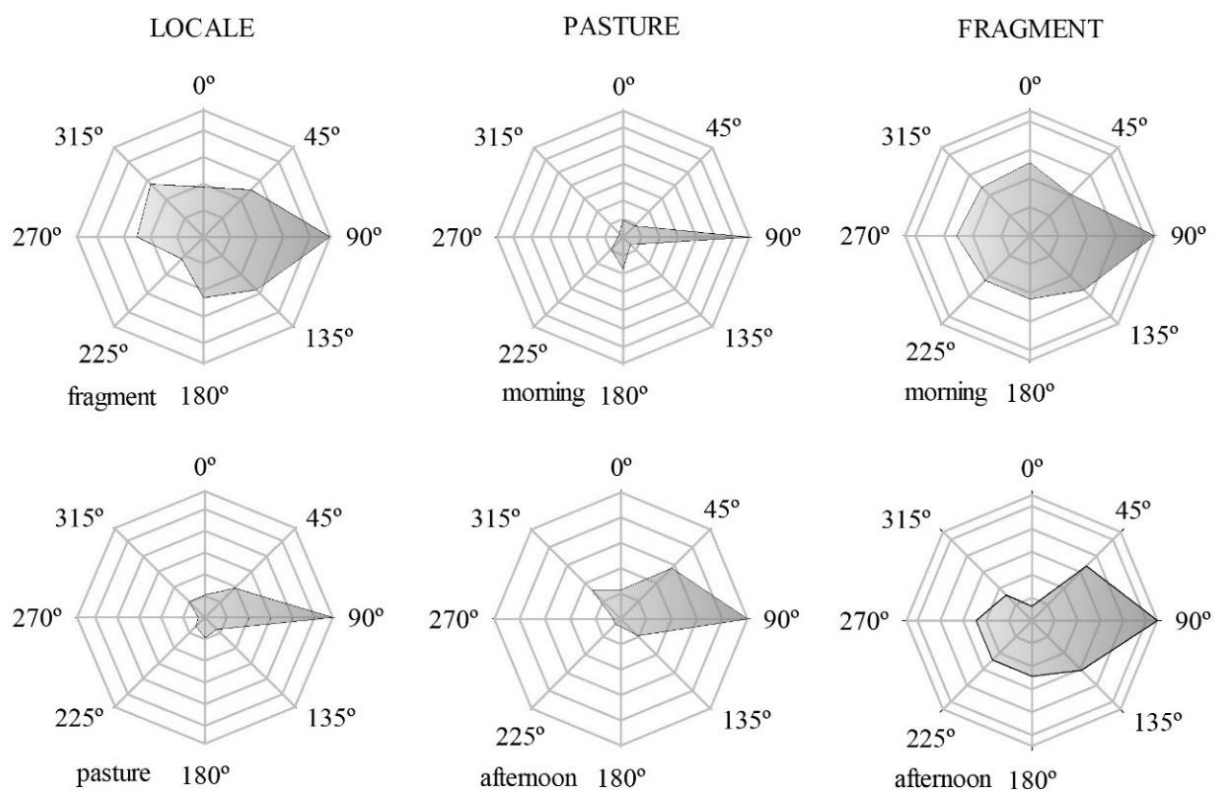 LOCALE PASTURE FRAGMENT
0º 0º 0º
315º 45º 315º 45º 315º 45º
270º 90º 270º 90º 270º 90º
225º 135º 225º 135º 225º 135º
fragment 180º morning 180º morning 180º
0º 0º 0º
315º 45º 315º 45º 315º 45º
270º 90º 270º 90º 270º 90º
225º 135º 225º 135º 225º 135º
pasture 180º afternoon 180º afternoon 180º